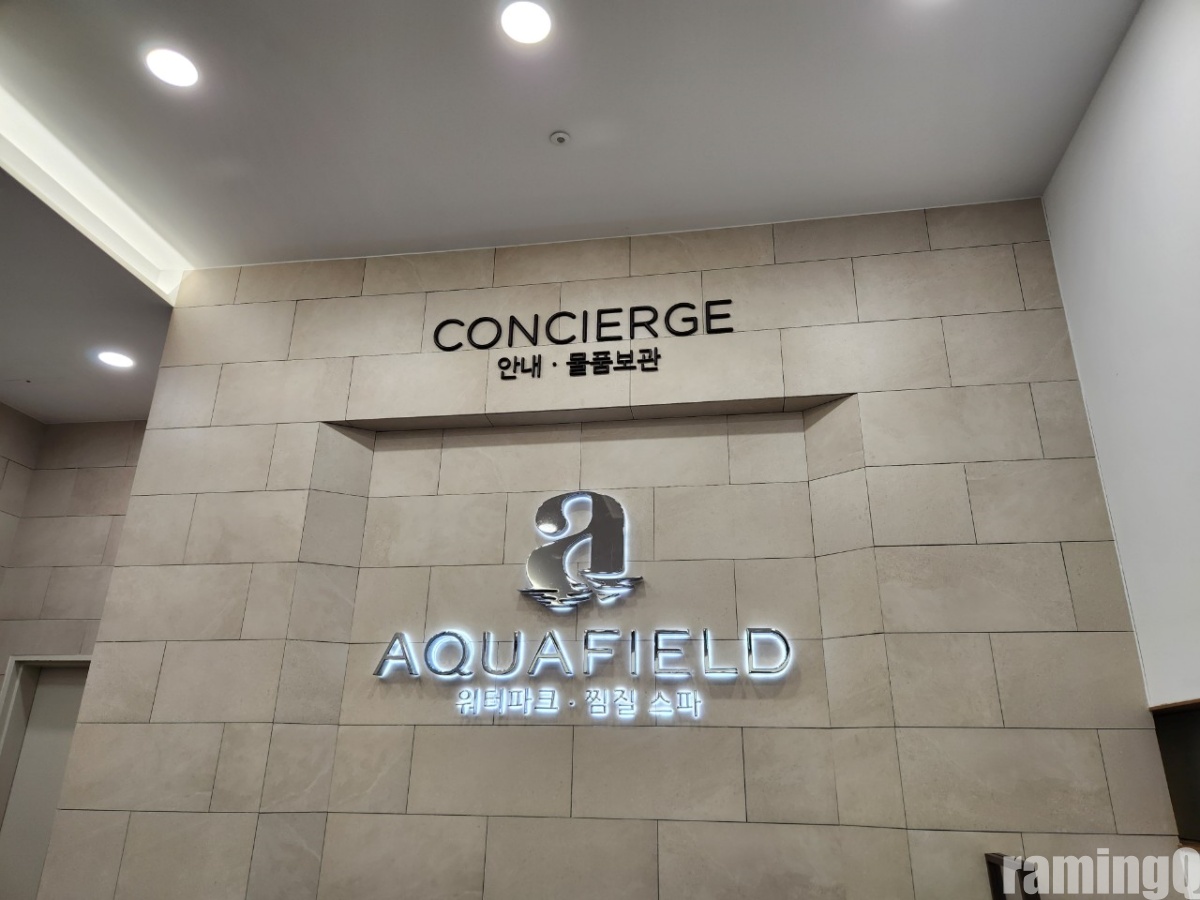 CONCIERGE
안내 · 물품보관
a
AQUAFIELD
워터파크 · 찜질 스파
ramingQ